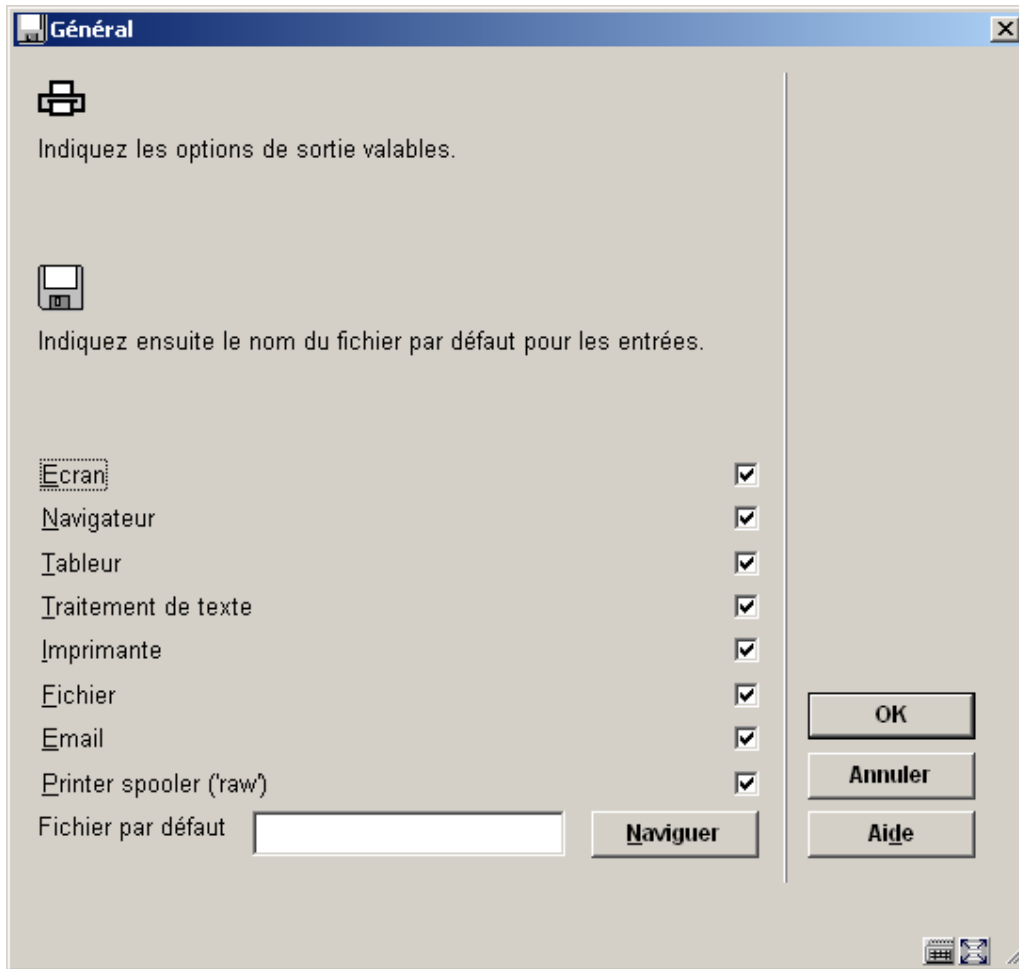 Général
Indiquez les options de sortie valables.
Indiquez ensuite le nom du fichier par défaut pour les entrées.
Ecran
Navigateur
Tableur
Traitement de texte
Imprimante
Fichier
Email
Printer spooler ('raw')
Fichier par défaut
Naviguer
OK
Annuler
Aide